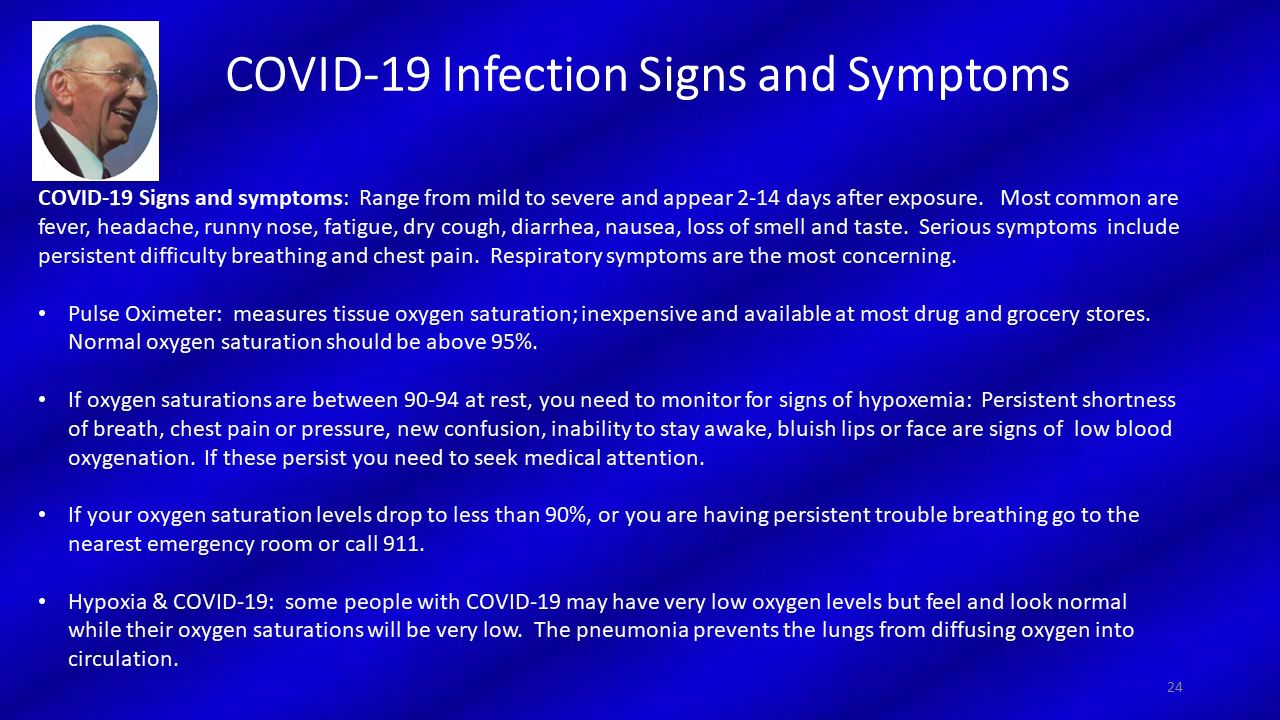 COVID-19 Infection Signs and Symptoms
COVID-19 Signs and symptoms:  Range from mild to severe and appear 2-14 days after exposure.   Most common are
fever, headache, runny nose, fatigue, dry cough, diarrhea, nausea, loss of smell and taste.  Serious symptoms  include
persistent difficulty breathing and chest pain.  Respiratory symptoms are the most concerning.
• Pulse Oximeter:  measures tissue oxygen saturation; inexpensive and available at most drug and grocery stores.
Normal oxygen saturation should be above 95%.
• If oxygen saturations are between 90-94 at rest, you need to monitor for signs of hypoxemia:  Persistent shortness
of breath, chest pain or pressure, new confusion, inability to stay awake, bluish lips or face are signs of  low blood
oxygenation.  If these persist you need to seek medical attention.
• If your oxygen saturation levels drop to less than 90%, or you are having persistent trouble breathing go to the
nearest emergency room or call 911.
• Hypoxia & COVID-19:  some people with COVID-19 may have very low oxygen levels but feel and look normal
while their oxygen saturations will be very low.  The pneumonia prevents the lungs from diffusing oxygen into
circulation.
24